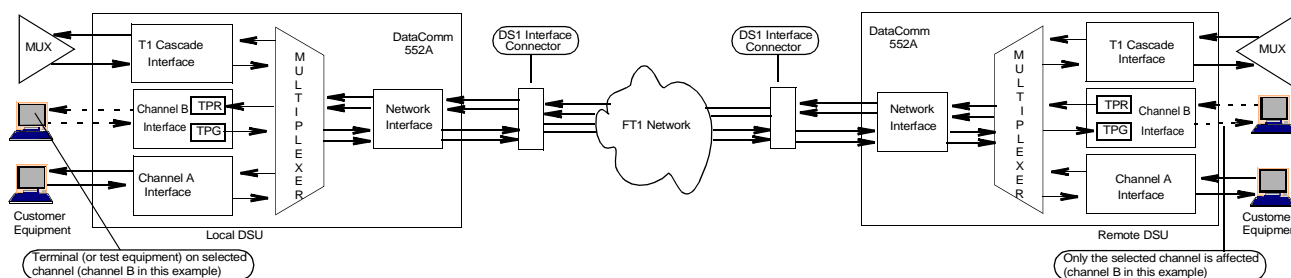 MUX
T1 Cascade
Interface
Channel B
Interface
TPR
TPG
Channel A
Interface
Customer
Equipment
MULTIPLEXER
DataComm
552A
Network
Interface
Local DSU
Terminal (or test equipment) on selected
channel (channel B in this example)
DS1 Interface
Connector
FT1 Network
DS1 Interface
Connector
DataComm
552A
Network
Interface
MULTIPLEXER
T1 Cascade
Interface
TPR
TPG
Channel B
Interface
Channel A
Interface
MUX
Customer
Equipment
Remote DSU
Only the selected channel is affected
(channel B in this example)